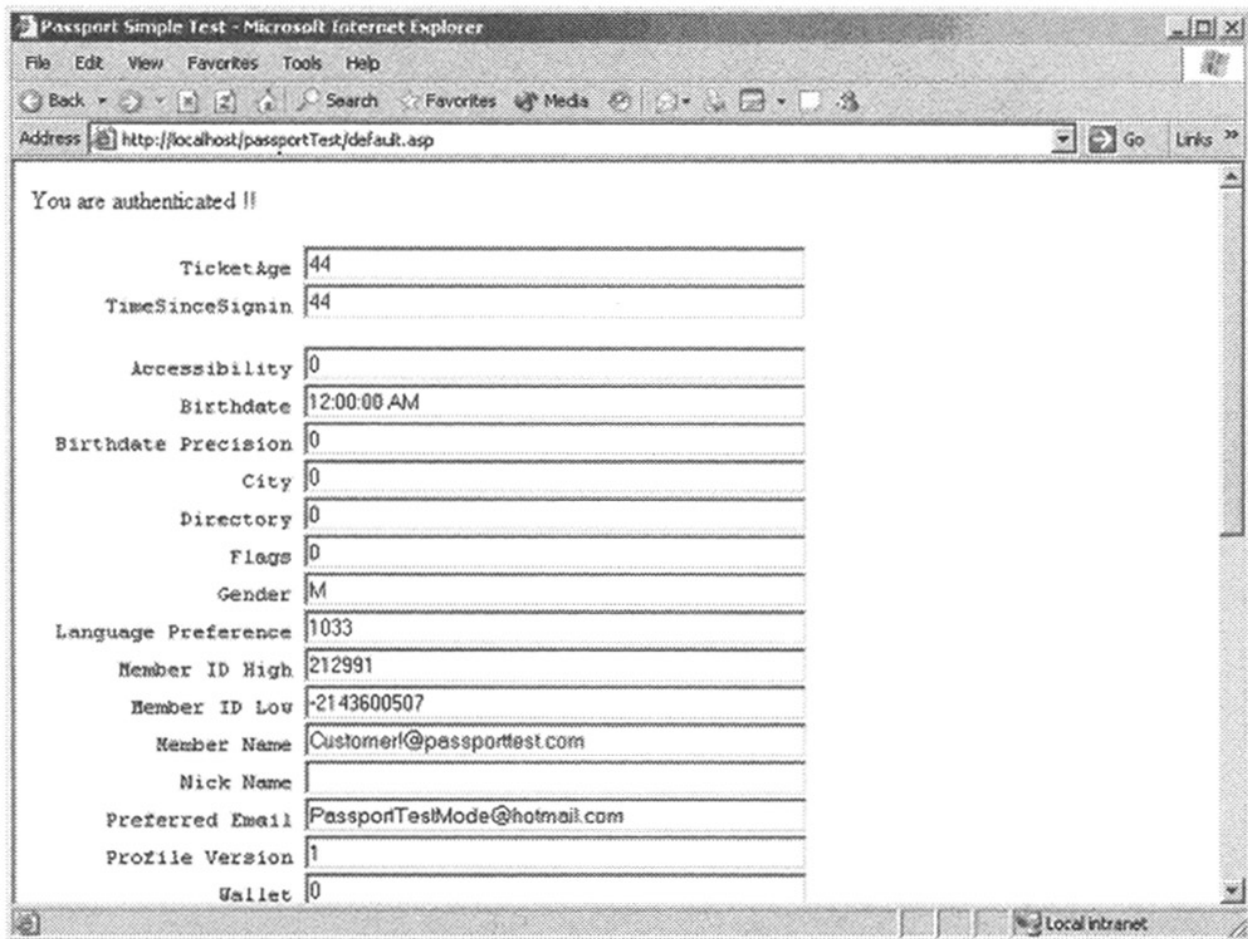 Passport Simple Test - Microsoft Internet Explorer
File Edit View Favorites Tools Help
Back Search Favorites Media
Address http://localhost/passportTest/default.asp Go Links »
You are authenticated !!
TicketAge 44
TimeSinceSignin 44
Accessibility 0
Birthdate 12:00:00 AM
Birthdate Precision 0
City 0
Directory 0
Flags 0
Gender M
Language Preference 1033
Member ID High 212991
Member ID Low -2143600507
Member Name Customer!@passporttest.com
Nick Name
Preferred Email PassportTestMode@hotmail.com
Profile Version 1
Wallet 0
Local intranet